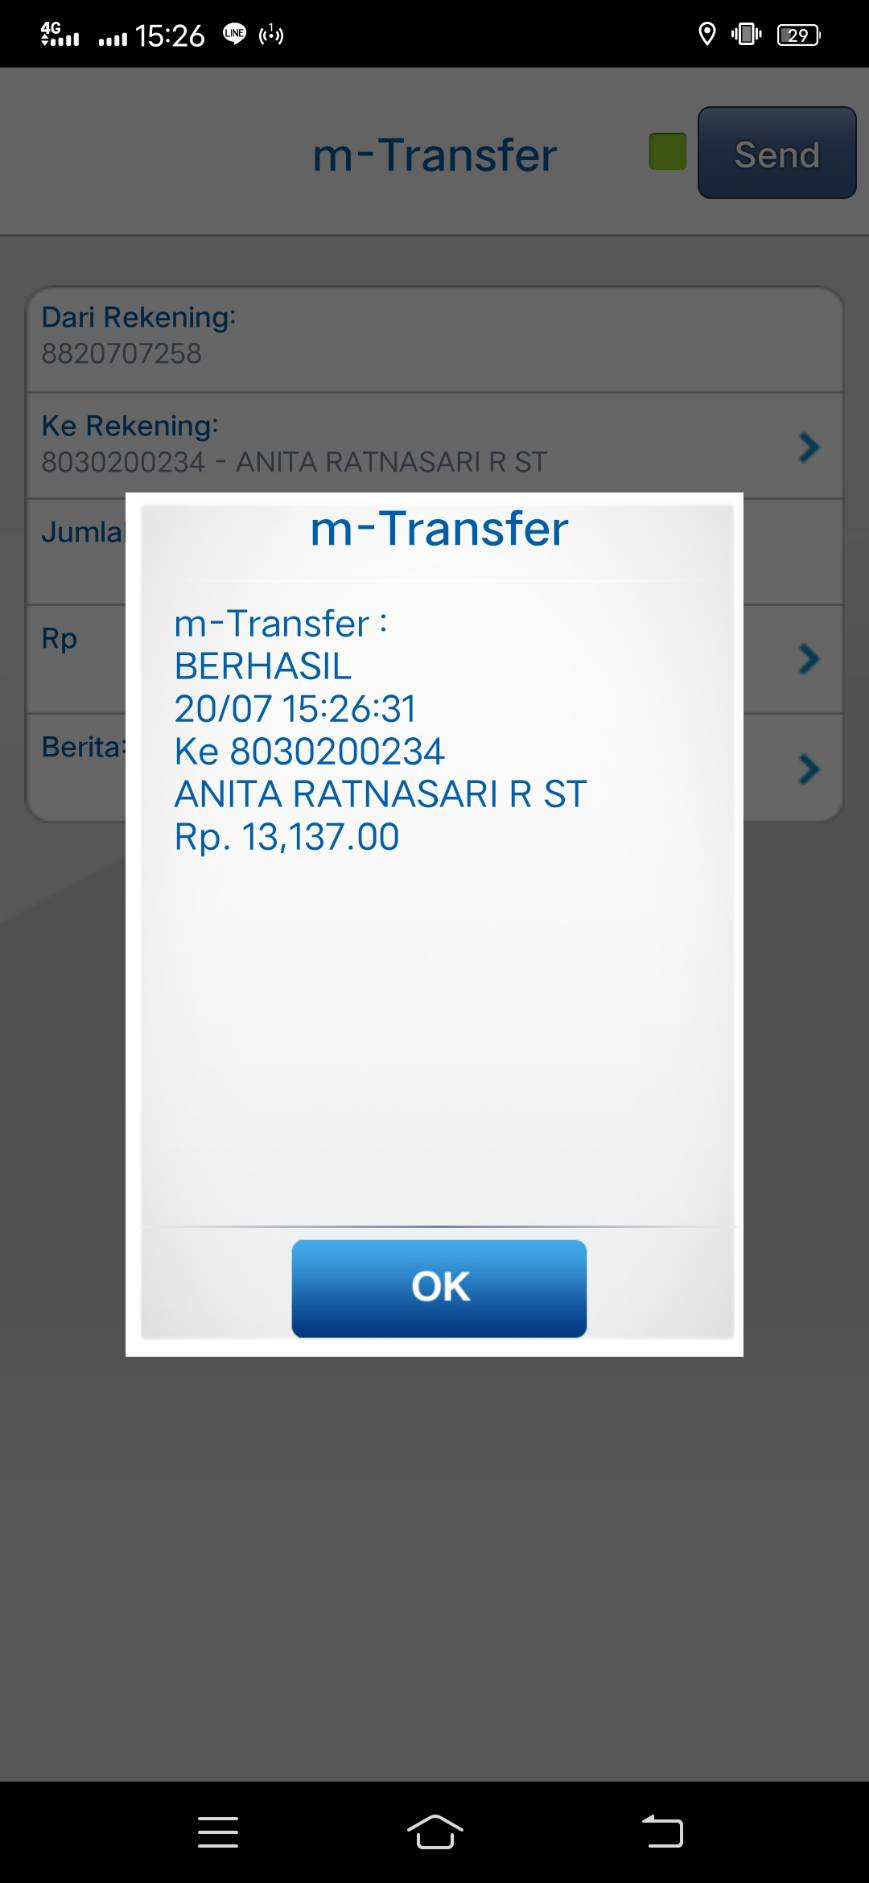 4G 15:26 LINE 29
m-Transfer
Send
Dari Rekening:
8820707258
Ke Rekening:
8030200234 - ANITA RATNASARI R ST
Jumla
Rp
Berita:
m-Transfer
m-Transfer :
BERHASIL
20/07 15:26:31
Ke 8030200234
ANITA RATNASARI R ST
Rp. 13,137.00
OK